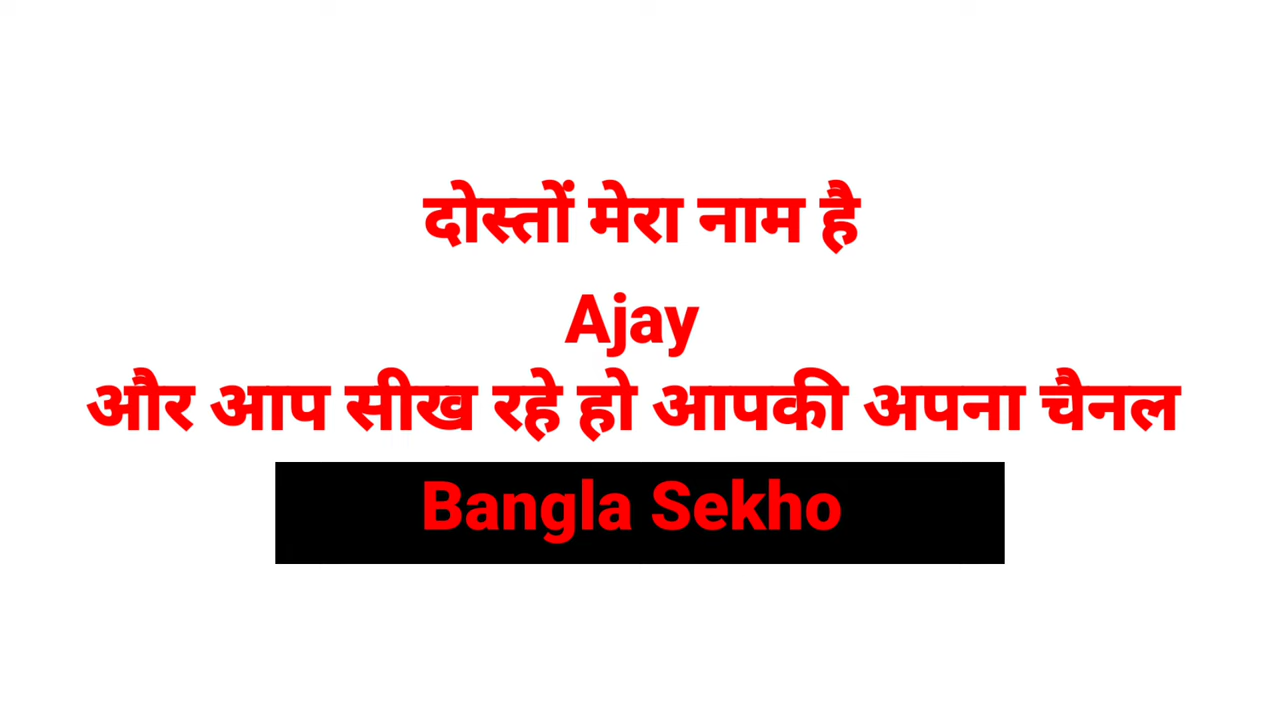 दोस्तों मेरा नाम है
Ajay
और आप सीख रहे हो आपकी अपना चैनल
Bangla Sekho